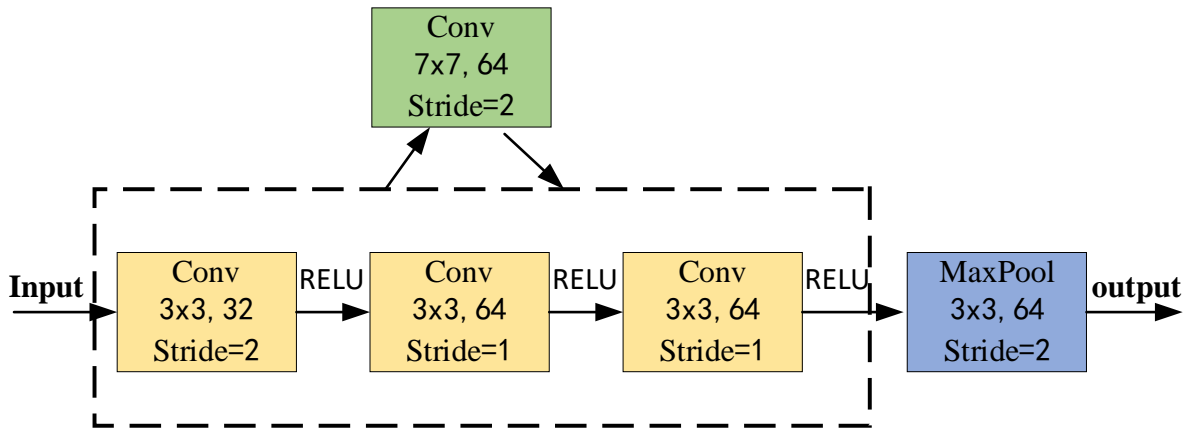 Conv
7x7, 64
Stride=2
Input
Conv
3x3, 32
Stride=2
RELU
Conv
3x3, 64
Stride=1
RELU
Conv
3x3, 64
Stride=1
RELU
MaxPool
3x3, 64
Stride=2
output